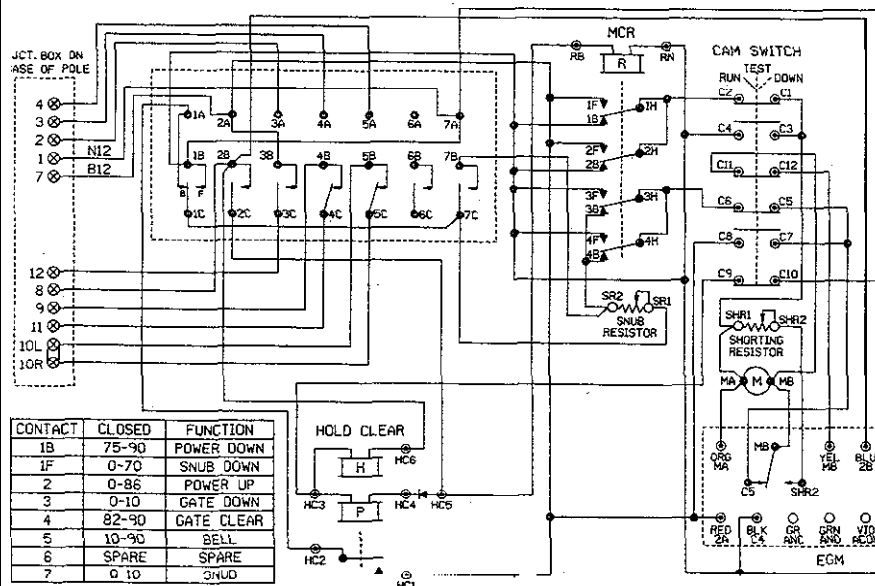 JCT. BOX ON
ASE OF POLE
4
3
2
1 N12
7 B12
12
8
9
11
10L
10R
1A 2A 3A 4A 5A 6A 7A
1B 2B 3B 4B 5B 6B 7B
B F
1C 2C 3C 4C 5C 6C 7C
MCR
RB R RN
1F 1H
1B
2F 2H
2B
3F 3H
3B
4F 4H
4B
SR2 SR1
SNUB
RESISTOR
CAM SWITCH
TEST
RUN DOWN
C2 C1
C4 C3
C11 C12
C6 C5
C8 C7
C9 C10
SHR1 SHR2
SHORTING
RESISTOR
MA M MB
ORG
MA
MB
YEL
MB
BLU
2B
C5 SHR2
RED
2A
BLK
C4
GR
ANC
GRN
AND
VIO
EGM
HOLD CLEAR
H HC6
HC3 P HC4 HC5
HC2
HC1
CONTACT CLOSED FUNCTION
1B 75-90 POWER DOWN
1F 0-70 SNUB DOWN
2 0-86 POWER UP
3 0-10 GATE DOWN
4 82-90 GATE CLEAR
5 10-90 BELL
6 SPARE SPARE
7 0-10 SNUB